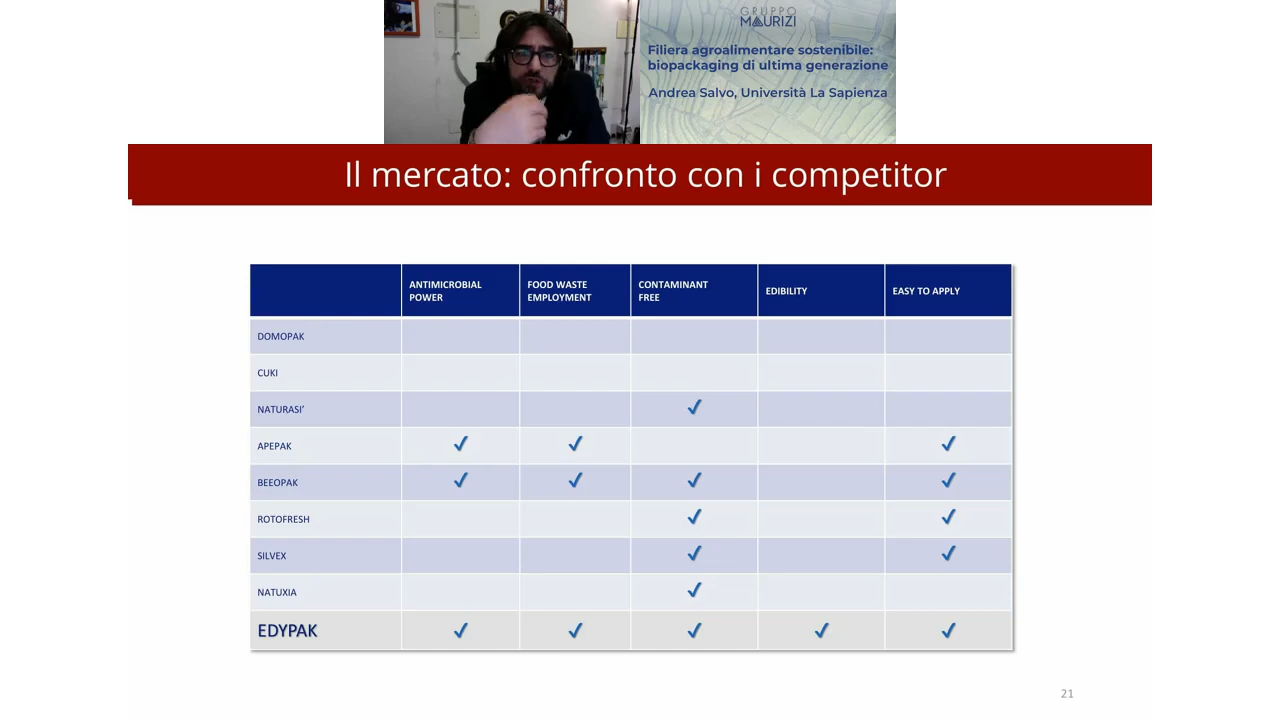 GRUPPO
MAURIZI
Filiera agroalimentare sostenibile:
biopackaging di ultima generazione
Andrea Salvo, Università La Sapienza
Il mercato: confronto con i competitor
ANTIMICROBIAL POWER FOOD WASTE EMPLOYMENT CONTAMINANT FREE EDIBILITY EASY TO APPLY
DOMOPAK
CUKI
NATURASI’ ✓
APEPAK ✓ ✓ ✓
BEEOPAK ✓ ✓ ✓ ✓
ROTOFRESH ✓ ✓
SILVEX ✓ ✓
NATUXIA ✓
EDYPAK ✓ ✓ ✓ ✓ ✓
21